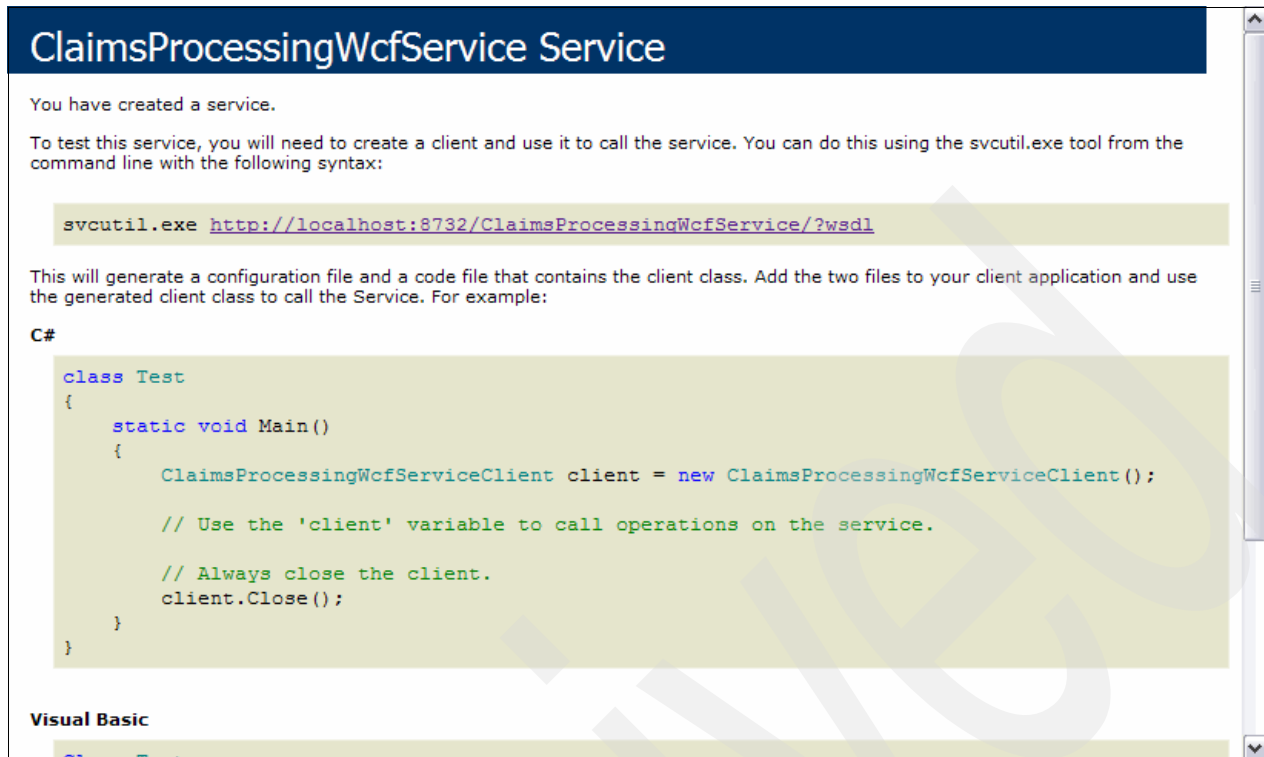 ClaimsProcessingWcfService Service
You have created a service.
To test this service, you will need to create a client and use it to call the service. You can do this using the svcutil.exe tool from the
command line with the following syntax:
svcutil.exe http://localhost:8732/ClaimsProcessingWcfService/?wsdl
This will generate a configuration file and a code file that contains the client class. Add the two files to your client application and use
the generated client class to call the Service. For example:
C#
class Test
{
static void Main()
{
ClaimsProcessingWcfServiceClient client = new ClaimsProcessingWcfServiceClient();
// Use the 'client' variable to call operations on the service.
// Always close the client.
client.Close();
}
}
Visual Basic